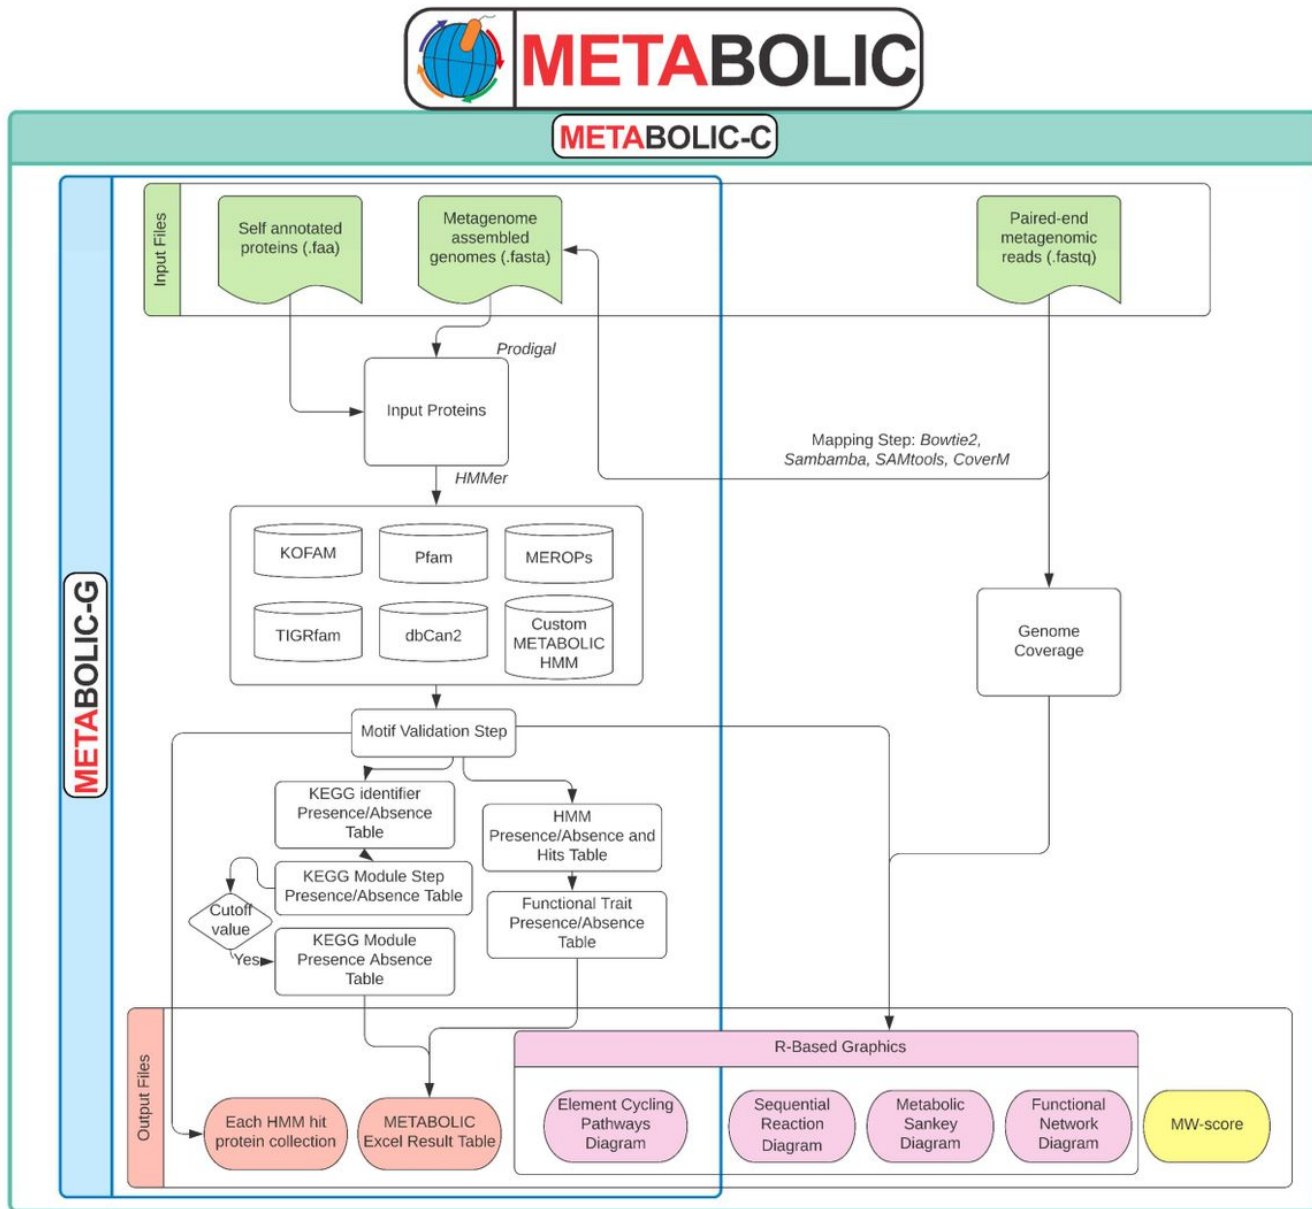 METABOLIC
METABOLIC-C
METABOLIC-G
Input Files
Self annotated
proteins (.faa)
Metagenome
assembled
genomes (.fasta)
Paired-end
metagenomic
reads (.fastq)
Prodigal
Input Proteins
Mapping Step: Bowtie2,
Sambamba, SAMtools, CoverM
HMMer
KOFAM
Pfam
MEROPs
TIGRfam
dbCan2
Custom
METABOLIC
HMM
Genome
Coverage
Motif Validation Step
KEGG identifier
Presence/Absence
Table
HMM
Presence/Absence and
Hits Table
KEGG Module Step
Presence/Absence Table
Cutoff
value
Functional Trait
Presence/Absence
Table
Yes
KEGG Module
Presence Absence
Table
Output Files
R-Based Graphics
Each HMM hit
protein collection
METABOLIC
Excel Result Table
Element Cycling
Pathways
Diagram
Sequential
Reaction
Diagram
Metabolic
Sankey
Diagram
Functional
Network
Diagram
MW-score